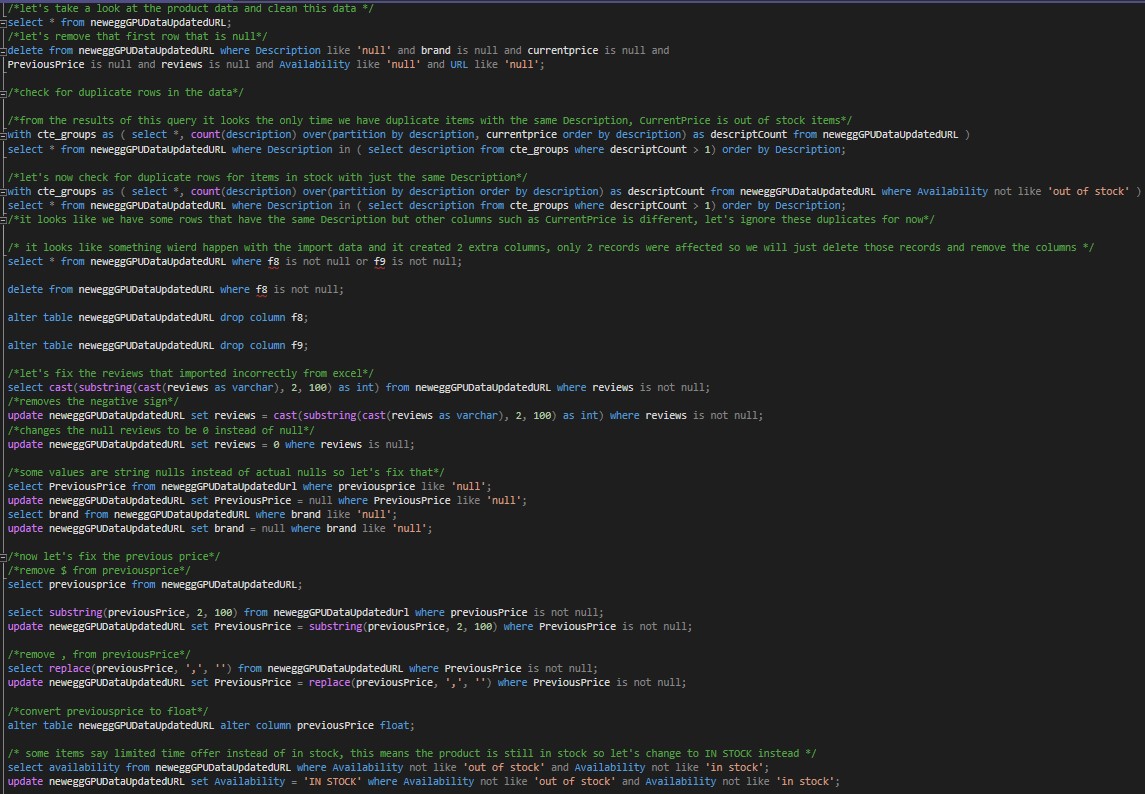 /*let's take a look at the product data and clean this data */
select * from neweggGPUDataUpdatedURL;
/*let's remove that first row that is null*/
delete from neweggGPUDataUpdatedURL where Description like 'null' and brand is null and currentprice is null and
PreviousPrice is null and reviews is null and Availability like 'null' and URL like 'null';
/*check for duplicate rows in the data*/
/*from the results of this query it looks the only time we have duplicate items with the same Description, CurrentPrice is out of stock items*/
with cte_groups as ( select *, count(description) over(partition by description, currentprice order by description) as descriptCount from neweggGPUDataUpdatedURL )
select * from neweggGPUDataUpdatedURL where Description in ( select description from cte_groups where descriptCount > 1) order by Description;
/*let's now check for duplicate rows for items in stock with just the same Description*/
with cte_groups as ( select *, count(description) over(partition by description order by description) as descriptCount from neweggGPUDataUpdatedURL where Availability not like 'out of stock' )
select * from neweggGPUDataUpdatedURL where Description in ( select description from cte_groups where descriptCount > 1) order by Description;
/*it looks like we have some rows that have the same Description but other columns such as CurrentPrice is different, let's ignore these duplicates for now*/
/* it looks like something wierd happen with the import data and it created 2 extra columns, only 2 records were affected so we will just delete those records and remove the columns */
select * from neweggGPUDataUpdatedURL where f8 is not null or f9 is not null;
delete from neweggGPUDataUpdatedURL where f8 is not null;
alter table neweggGPUDataUpdatedURL drop column f8;
alter table neweggGPUDataUpdatedURL drop column f9;
/*let's fix the reviews that imported incorrectly from excel*/
select cast(substring(cast(reviews as varchar), 2, 100) as int) from neweggGPUDataUpdatedURL where reviews is not null;
/*removes the negative sign*/
update neweggGPUDataUpdatedURL set reviews = cast(substring(cast(reviews as varchar), 2, 100) as int) where reviews is not null;
/*changes the null reviews to be 0 instead of null*/
update neweggGPUDataUpdatedURL set reviews = 0 where reviews is null;
/*some values are string nulls instead of actual nulls so let's fix that*/
select PreviousPrice from neweggGPUDataUpdatedUrl where previousprice like 'null';
update neweggGPUDataUpdatedURL set PreviousPrice = null where PreviousPrice like 'null';
select brand from neweggGPUDataUpdatedURL where brand like 'null';
update neweggGPUDataUpdatedURL set brand = null where brand like 'null';
/*now let's fix the previous price*/
/*remove $ from previousprice*/
select previousprice from neweggGPUDataUpdatedURL;
select substring(previousPrice, 2, 100) from neweggGPUDataUpdatedUrl where previousPrice is not null;
update neweggGPUDataUpdatedURL set PreviousPrice = substring(previousPrice, 2, 100) where PreviousPrice is not null;
/*remove , from previousPrice*/
select replace(previousPrice, ',', '') from neweggGPUDataUpdatedURL where PreviousPrice is not null;
update neweggGPUDataUpdatedURL set PreviousPrice = replace(previousPrice, ',', '') where PreviousPrice is not null;
/*convert previousprice to float*/
alter table neweggGPUDataUpdatedURL alter column previousPrice float;
/* some items say limited time offer instead of in stock, this means the product is still in stock so let's change to IN STOCK instead */
select availability from neweggGPUDataUpdatedURL where Availability not like 'out of stock' and Availability not like 'in stock';
update neweggGPUDataUpdatedURL set Availability = 'IN STOCK' where Availability not like 'out of stock' and Availability not like 'in stock';